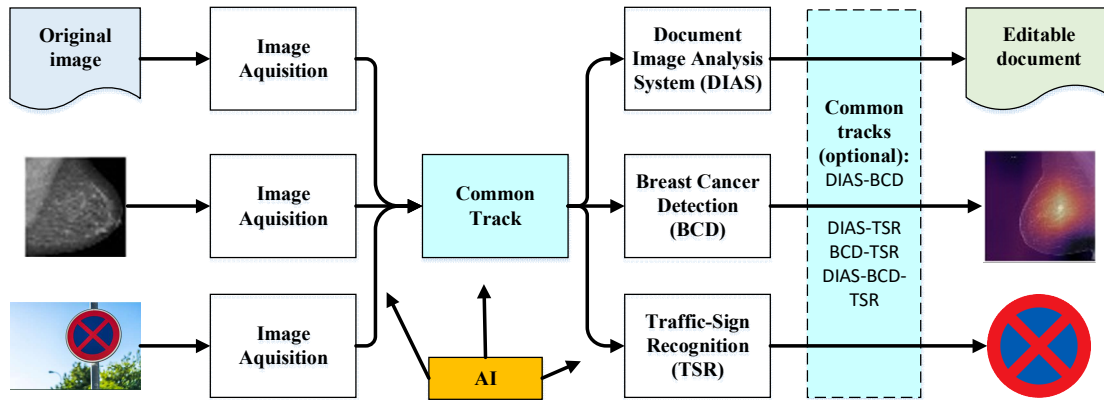 Original
image
Image
Aquisition
Document
Image Analysis
System (DIAS)
Editable
document
Image
Aquisition
Common
Track
Breast Cancer
Detection
(BCD)
Common
tracks
(optional):
DIAS-BCD
DIAS-TSR
BCD-TSR
DIAS-BCD-
TSR
Image
Aquisition
AI
Traffic-Sign
Recognition
(TSR)